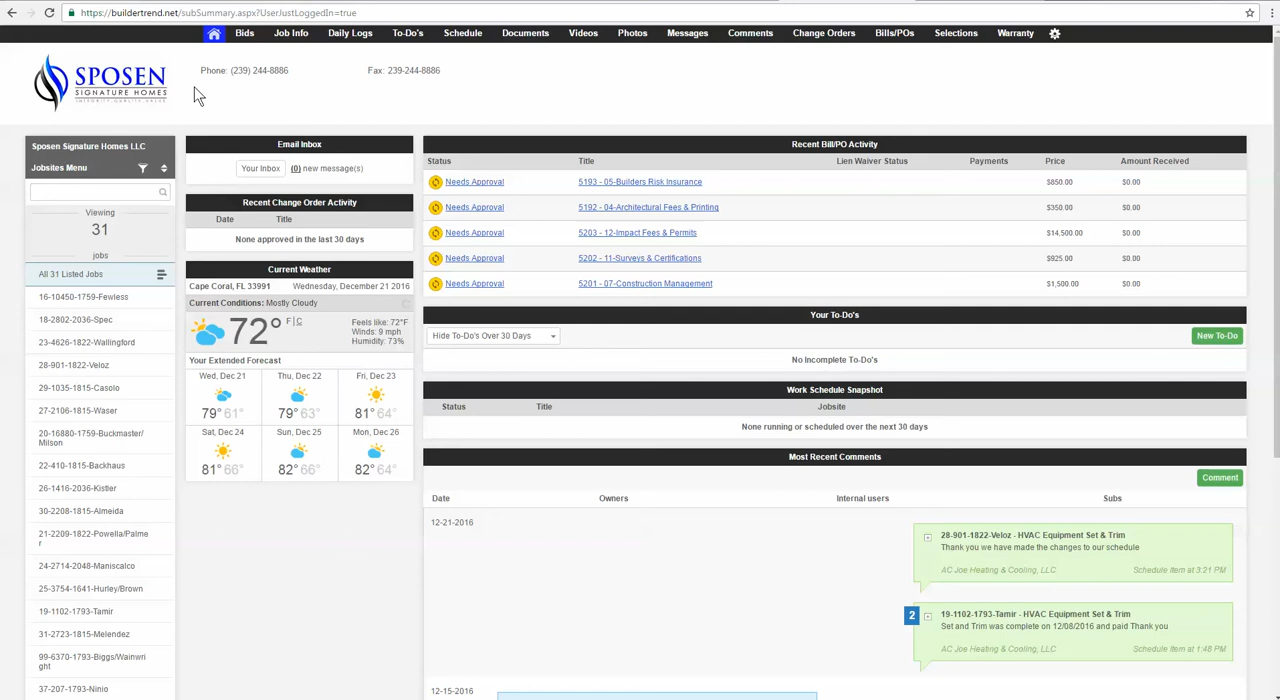 https://buildertrend.net/subSummary.aspx?UserJustLoggedIn=true
Bids Job Info Daily Logs To-Do's Schedule Documents Videos Photos Messages Comments Change Orders Bills/POs Selections Warranty
SPOSEN
SIGNATURE HOMES
INTEGRITY.QUALITY.VALUE
Phone: (239) 244-8886 Fax: 239-244-8886
Sposen Signature Homes LLC
Jobsites Menu
Viewing
31
jobs
All 31 Listed Jobs
16-10450-1759-Fewless
18-2802-2036-Spec
23-4626-1822-Wallingford
28-901-1822-Veloz
29-1035-1815-Casolo
27-2106-1815-Waser
20-16880-1759-Buckmaster/
Milson
22-410-1815-Backhaus
26-1416-2036-Kistler
30-2208-1815-Almeida
21-2209-1822-Powella/Palme
r
24-2714-2048-Maniscalco
25-3754-1641-Hurley/Brown
19-1102-1793-Tamir
31-2723-1815-Melendez
99-6370-1793-Biggs/Wainwri
ght
37-207-1793-Ninio
Email Inbox
Your Inbox (0) new message(s)
Recent Change Order Activity
Date Title
None approved in the last 30 days
Current Weather
Cape Coral, FL 33991 Wednesday, December 21 2016
Current Conditions: Mostly Cloudy
72° F|C
Feels like: 72°F
Winds: 9 mph
Humidity: 73%
Your Extended Forecast
Wed, Dec 21 Thu, Dec 22 Fri, Dec 23
79° 61° 79° 63° 81° 64°
Sat, Dec 24 Sun, Dec 25 Mon, Dec 26
81° 66° 82° 66° 82° 64°
Recent Bill/PO Activity
Status Title Lien Waiver Status Payments Price Amount Received
Needs Approval 5193 - 05-Builders Risk Insurance $850.00 $0.00
Needs Approval 5192 - 04-Architectural Fees & Printing $350.00 $0.00
Needs Approval 5203 - 12-Impact Fees & Permits $14,500.00 $0.00
Needs Approval 5202 - 11-Surveys & Certifications $925.00 $0.00
Needs Approval 5201 - 07-Construction Management $1,500.00 $0.00
Your To-Do's
Hide To-Do's Over 30 Days New To-Do
No Incomplete To-Do's
Work Schedule Snapshot
Status Title Jobsite
None running or scheduled over the next 30 days
Most Recent Comments
Comment
Date Owners Internal users Subs
12-21-2016
28-901-1822-Veloz - HVAC Equipment Set & Trim
Thank you we have made the changes to our schedule
AC Joe Heating & Cooling, LLC Schedule Item at 3:21 PM
2 19-1102-1793-Tamir - HVAC Equipment Set & Trim
Set and Trim was complete on 12/08/2016 and paid Thank you
AC Joe Heating & Cooling, LLC Schedule Item at 1:48 PM
12-15-2016